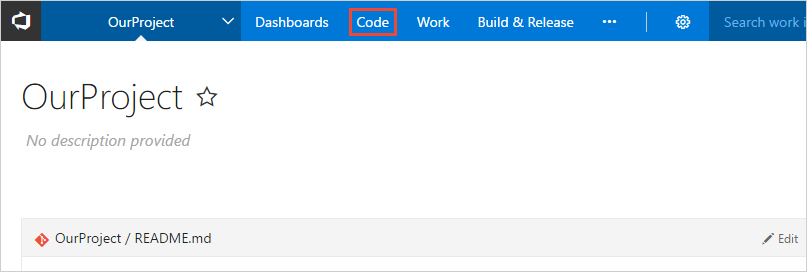 OurProject Dashboards Code Work Build & Release ••• Search work i
OurProject
No description provided
OurProject / README.md Edit